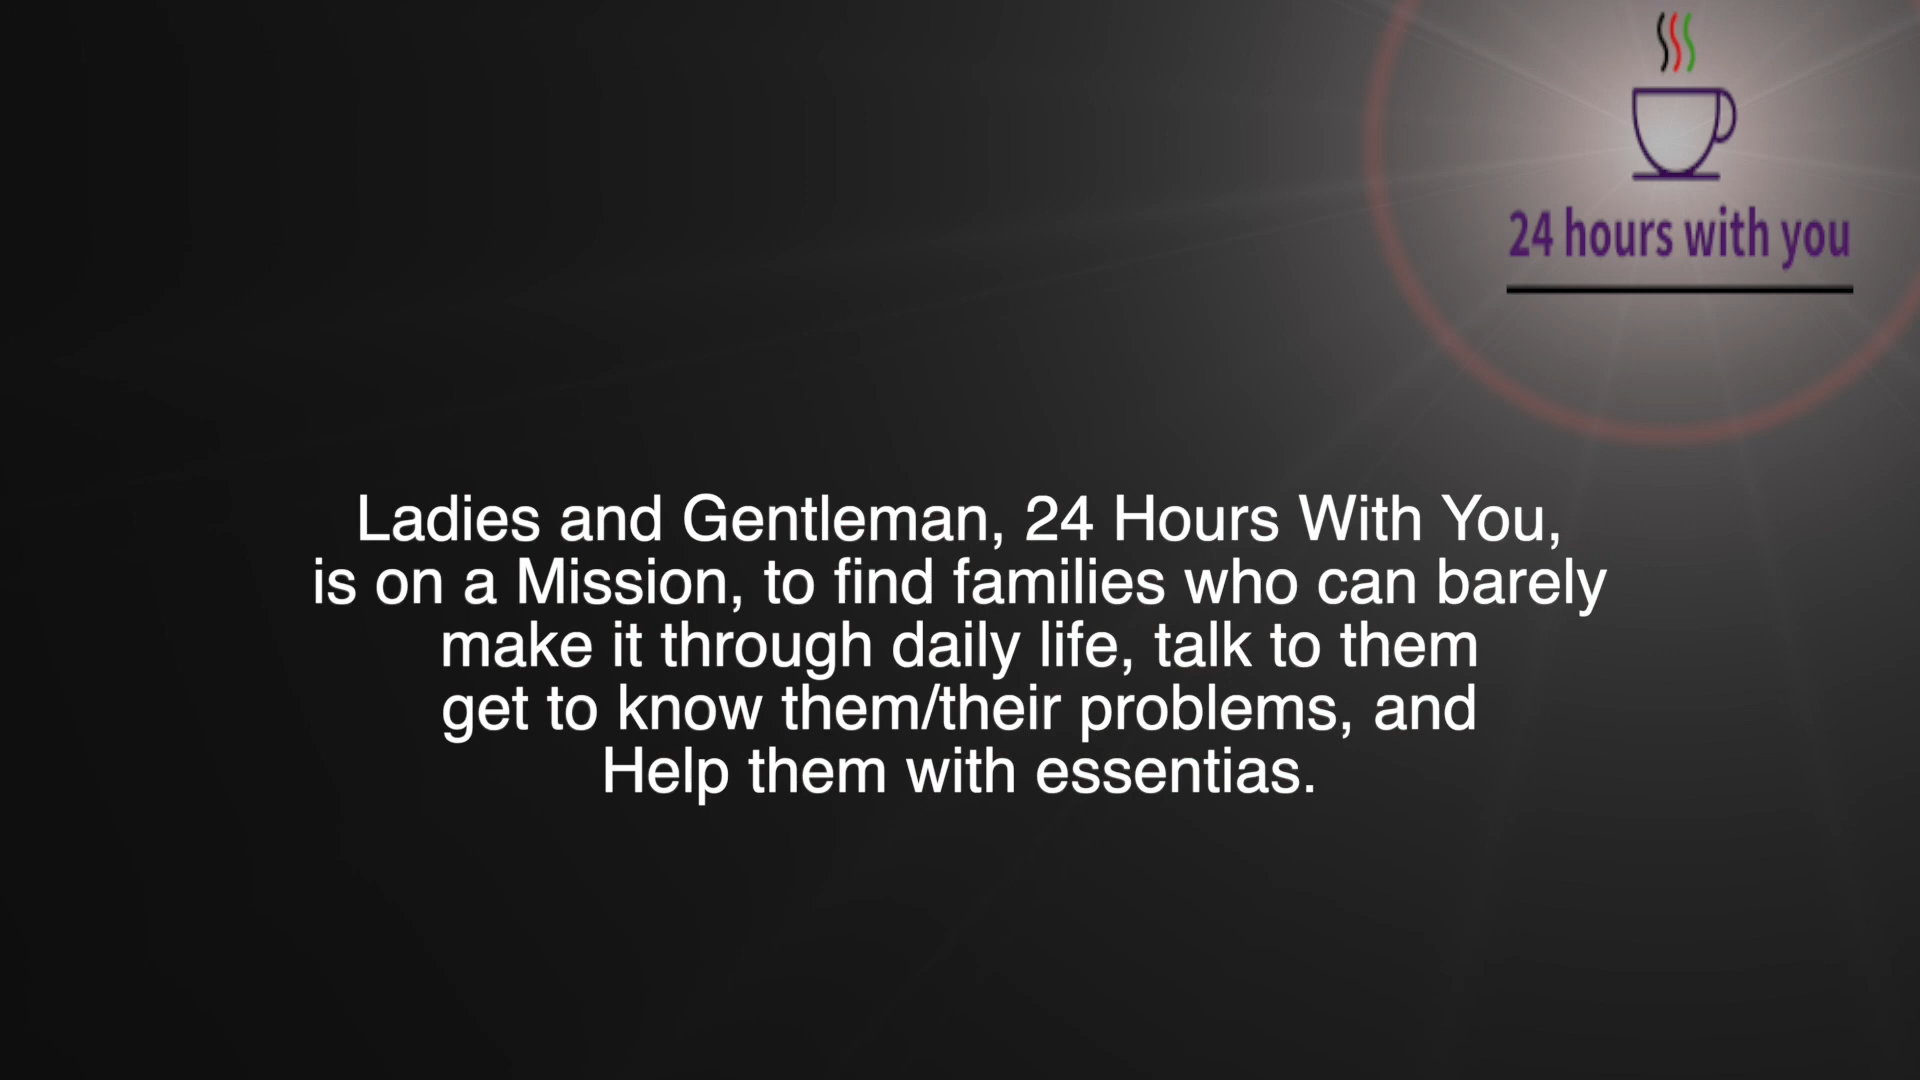 24 hours with you
Ladies and Gentleman, 24 Hours With You,
is on a Mission, to find families who can barely
make it through daily life, talk to them
get to know them/their problems, and
Help them with essentias.